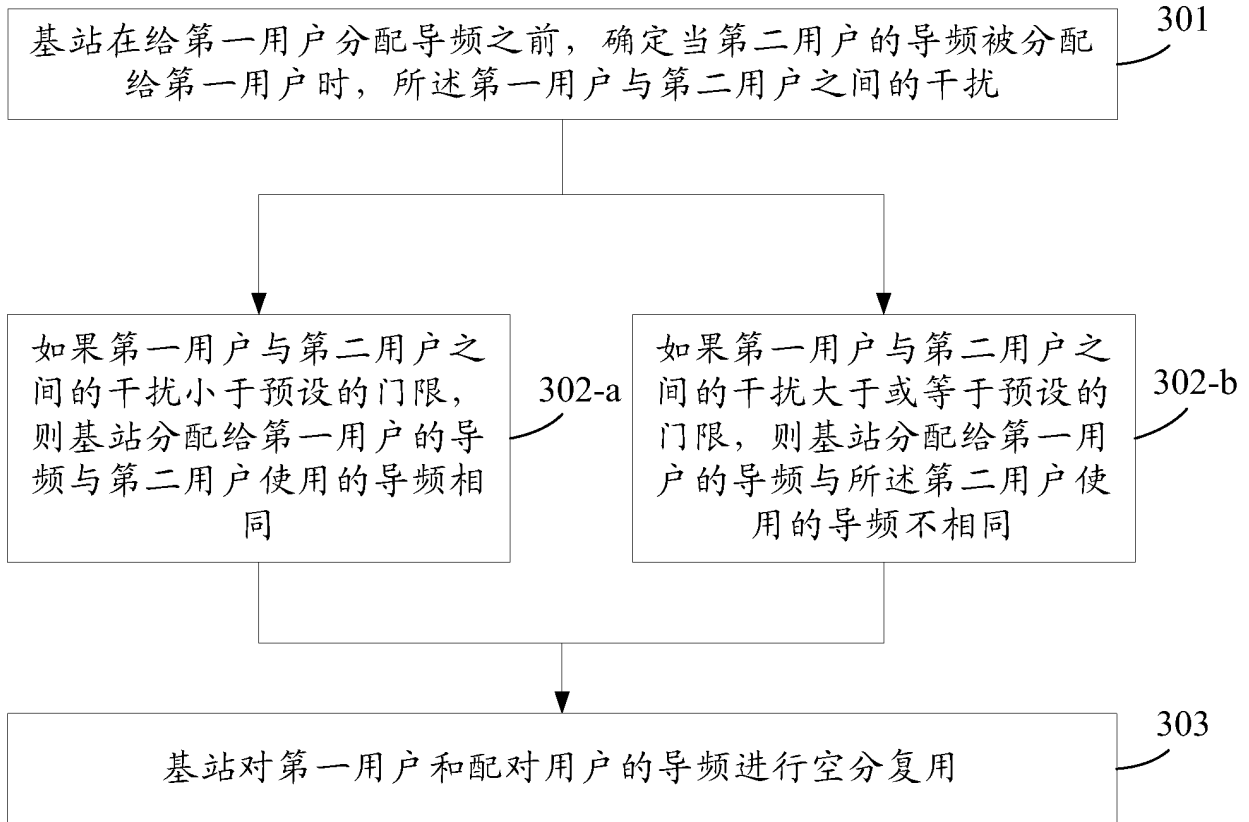 基站在给第一用户分配导频之前，确定当第二用户的导频被分配
给第一用户时，所述第一用户与第二用户之间的干扰
301
如果第一用户与第二用户之
间的干扰小于预设的门限，
则基站分配给第一用户的导
频与第二用户使用的导频相
同
302-a
如果第一用户与第二用户之
间的干扰大于或等于预设的
门限，则基站分配给第一用
户的导频与所述第二用户使
用的导频不相同
302-b
基站对第一用户和配对用户的导频进行空分复用
303